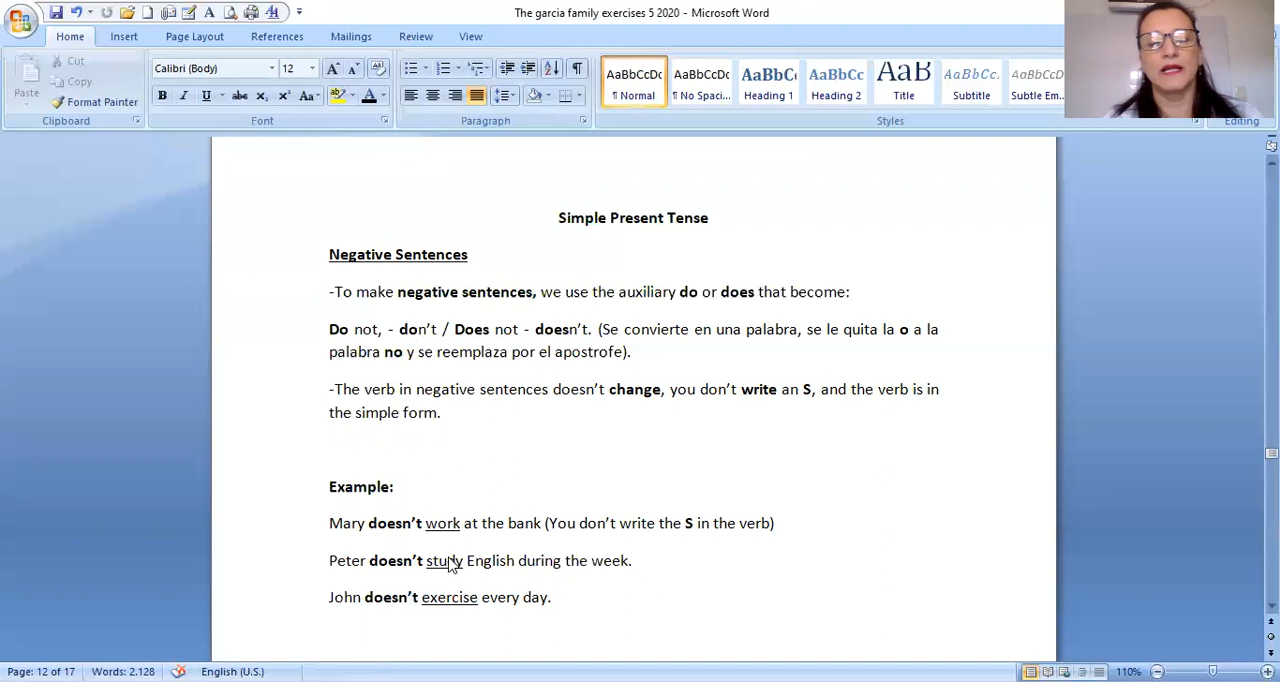 The garcia family exercises 5 2020 - Microsoft Word
Home Insert Page Layout References Mailings Review View
Paste
Cut
Copy
Format Painter
Clipboard
Calibri (Body) 12
Font
Paragraph
AaBbCcDc AaBbCcDc AaBbC AaBbCc AaB AaBbCcL AaBbCcDc
¶ Normal ¶ No Spaci... Heading 1 Heading 2 Title Subtitle Subtle Em...
Styles
Editing
Simple Present Tense
Negative Sentences
-To make negative sentences, we use the auxiliary do or does that become:
Do not, - don’t / Does not - doesn’t. (Se convierte en una palabra, se le quita la o a la
palabra no y se reemplaza por el apostrofe).
-The verb in negative sentences doesn’t change, you don’t write an S, and the verb is in
the simple form.
Example:
Mary doesn’t work at the bank (You don’t write the S in the verb)
Peter doesn’t study English during the week.
John doesn’t exercise every day.
Page: 12 of 17 Words: 2.128 English (U.S.) 110%